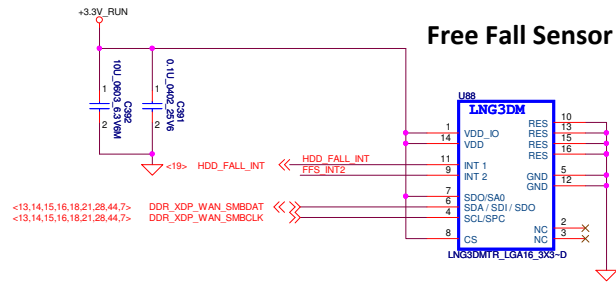 +3.3V_RUN
Free Fall Sensor
10U_0603_6.3V6M
C392
0.1U_0402_25V6
C391
1
2
1
2
U88
LNG3DM
1 VDD_IO
14 VDD
RES 10
RES 13
RES 15
RES 16
<19> HDD_FALL_INT
HDD_FALL_INT
11 INT 1
FFS_INT2
9 INT 2
GND 5
GND 12
7 SDO/SA0
<13,14,15,16,18,21,28,44,7> DDR_XDP_WAN_SMBDAT
6 SDA / SDI / SDO
<13,14,15,16,18,21,28,44,7> DDR_XDP_WAN_SMBCLK
4 SCL/SPC
NC 2
8 CS
NC 3
LNG3DMTR_LGA16_3X3~D